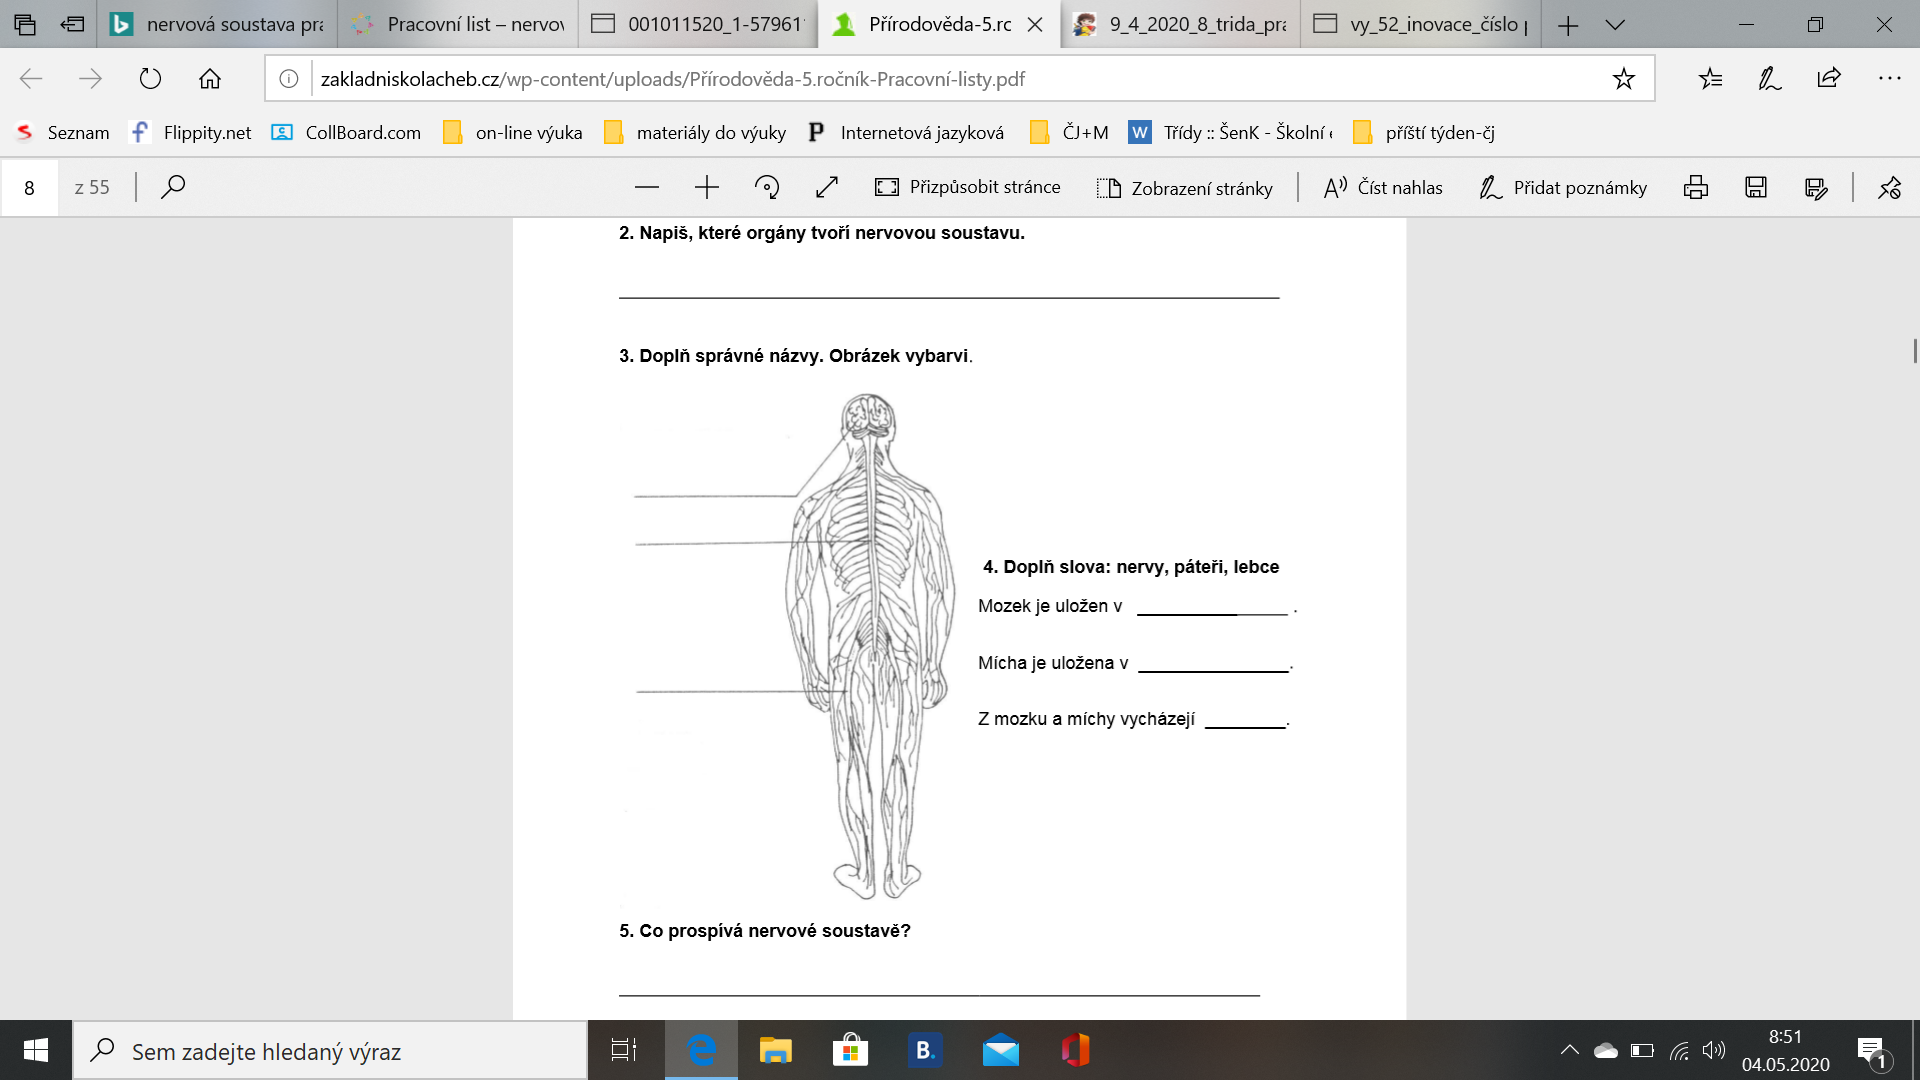 nervová soustava pra
Pracovní list – nervov
001011520_1-579611
Přírodověda-5.rc
9_4_2020_8_trida_pra
vy_52_inovace_číslo p
zakladniskolacheb.cz/wp-content/uploads/Přírodověda-5.ročník-Pracovní-listy.pdf
Seznam
Flippity.net
CollBoard.com
on-line výuka
materiály do výuky
Internetová jazyková
ČJ+M
Třídy :: ŠenK - Školní e
příští týden-čj
8 z 55
Přizpůsobit stránce
Zobrazení stránky
Číst nahlas
Přidat poznámky
2. Napiš, které orgány tvoří nervovou soustavu.
3. Doplň správné názvy. Obrázek vybarvi.
4. Doplň slova: nervy, páteři, lebce
Mozek je uložen v _______________ .
Mícha je uložena v _______________.
Z mozku a míchy vycházejí ________.
5. Co prospívá nervové soustavě?
Sem zadejte hledaný výraz
B.
8:51
04.05.2020
1